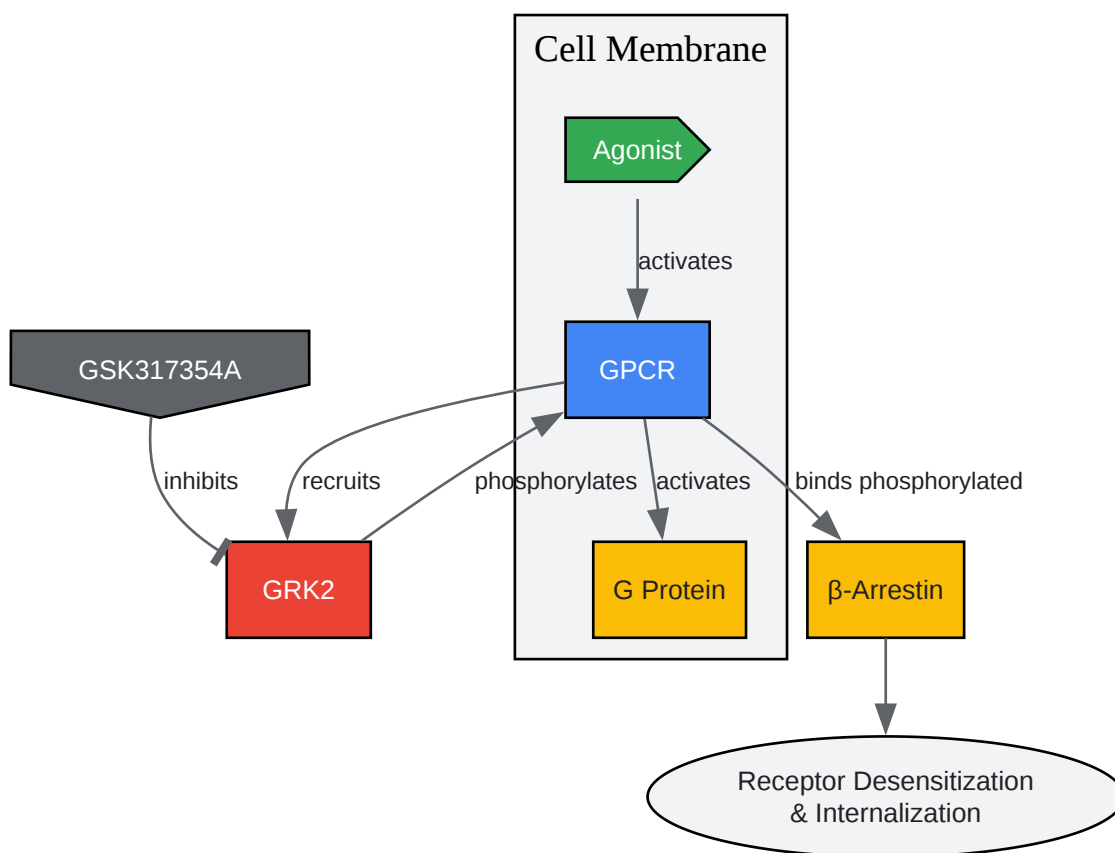 Cell Membrane
Agonist
activates
GSK317354A
GPCR
inhibits
recruits
phosphorylates
activates
binds phosphorylated
GRK2
G Protein
β-Arrestin
Receptor Desensitization
& Internalization